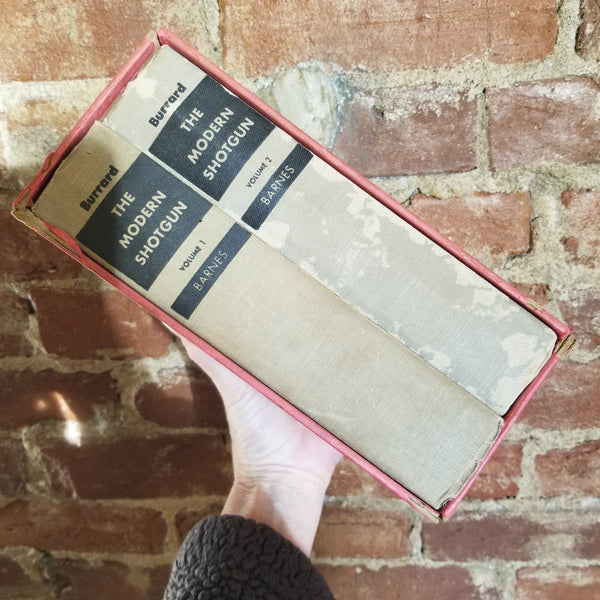 Burrard
THE
MODERN
SHOTGUN
VOLUME 1
BARNES
Burrard
THE
MODERN
SHOTGUN
VOLUME 2
BARNES